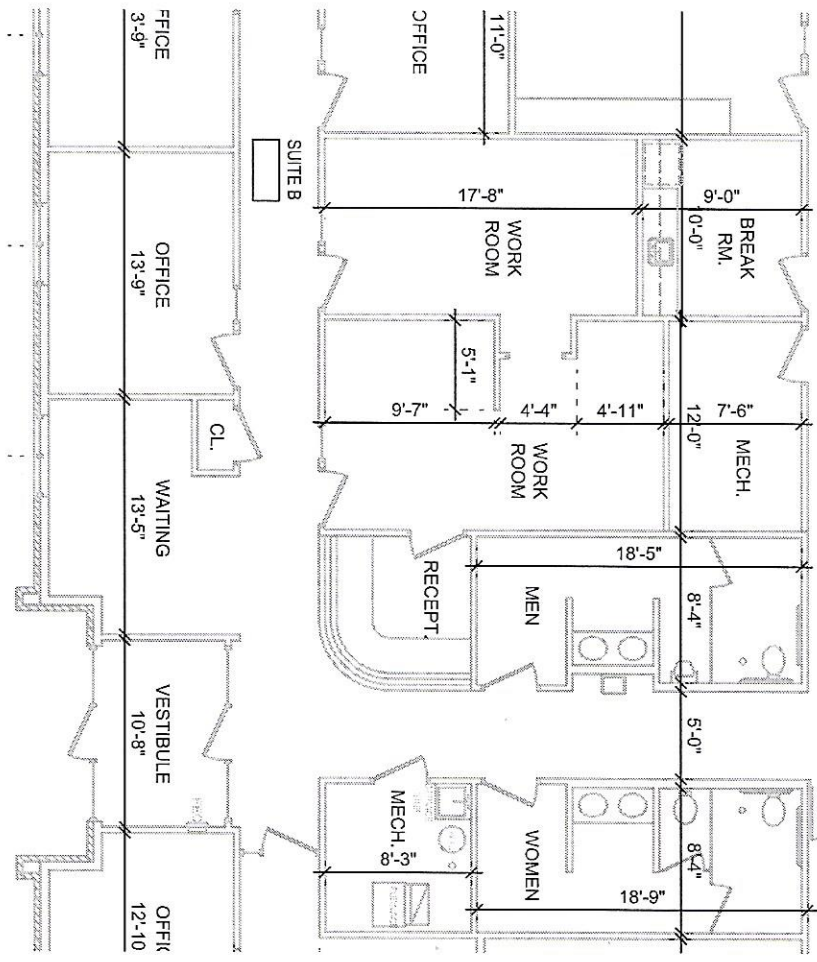 OFFICE
11'-0"
FFICE
3'-9"
SUITE B
17'-8"
WORK
ROOM
9'-0"
10'-0"
BREAK
RM.
OFFICE
13'-9"
5'-1"
9'-7"
4'-4"
4'-11"
12'-0"
7'-6"
MECH.
WORK
ROOM
CL.
WAITING
13'-5"
RECEPT.
MEN
18'-5"
8'-4"
VESTIBULE
10'-8"
5'-0"
MECH.
8'-3"
WOMEN
18'-9"
8'-4"
OFFIC
12'-10